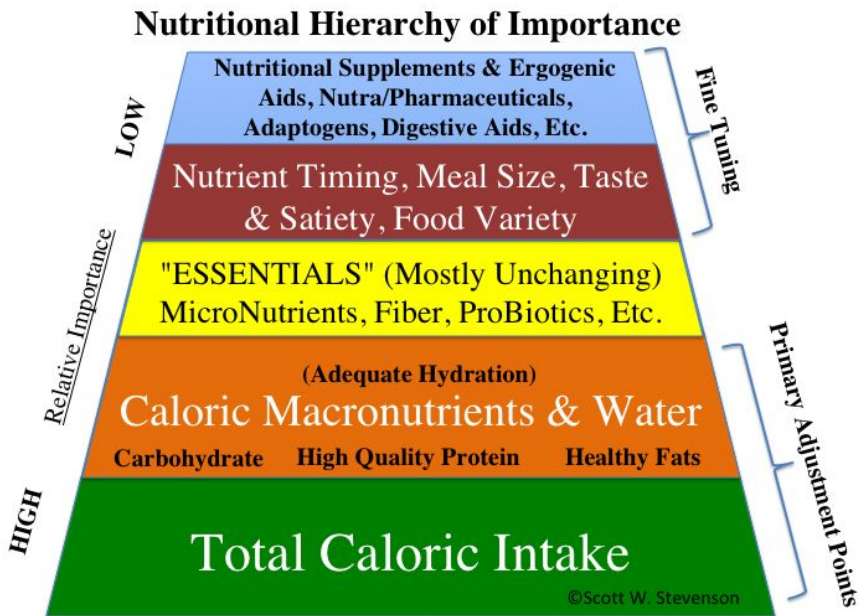 Nutritional Hierarchy of Importance
Nutritional Supplements & Ergogenic
Aids, Nutra/Pharmaceuticals,
Adaptogens, Digestive Aids, Etc.
Fine Tuning
LOW
Nutrient Timing, Meal Size, Taste
& Satiety, Food Variety
Relative Importance
"ESSENTIALS" (Mostly Unchanging)
MicroNutrients, Fiber, ProBiotics, Etc.
(Adequate Hydration)
Caloric Macronutrients & Water
Carbohydrate High Quality Protein Healthy Fats
Primary Adjustment Points
HIGH
Total Caloric Intake
©Scott W. Stevenson